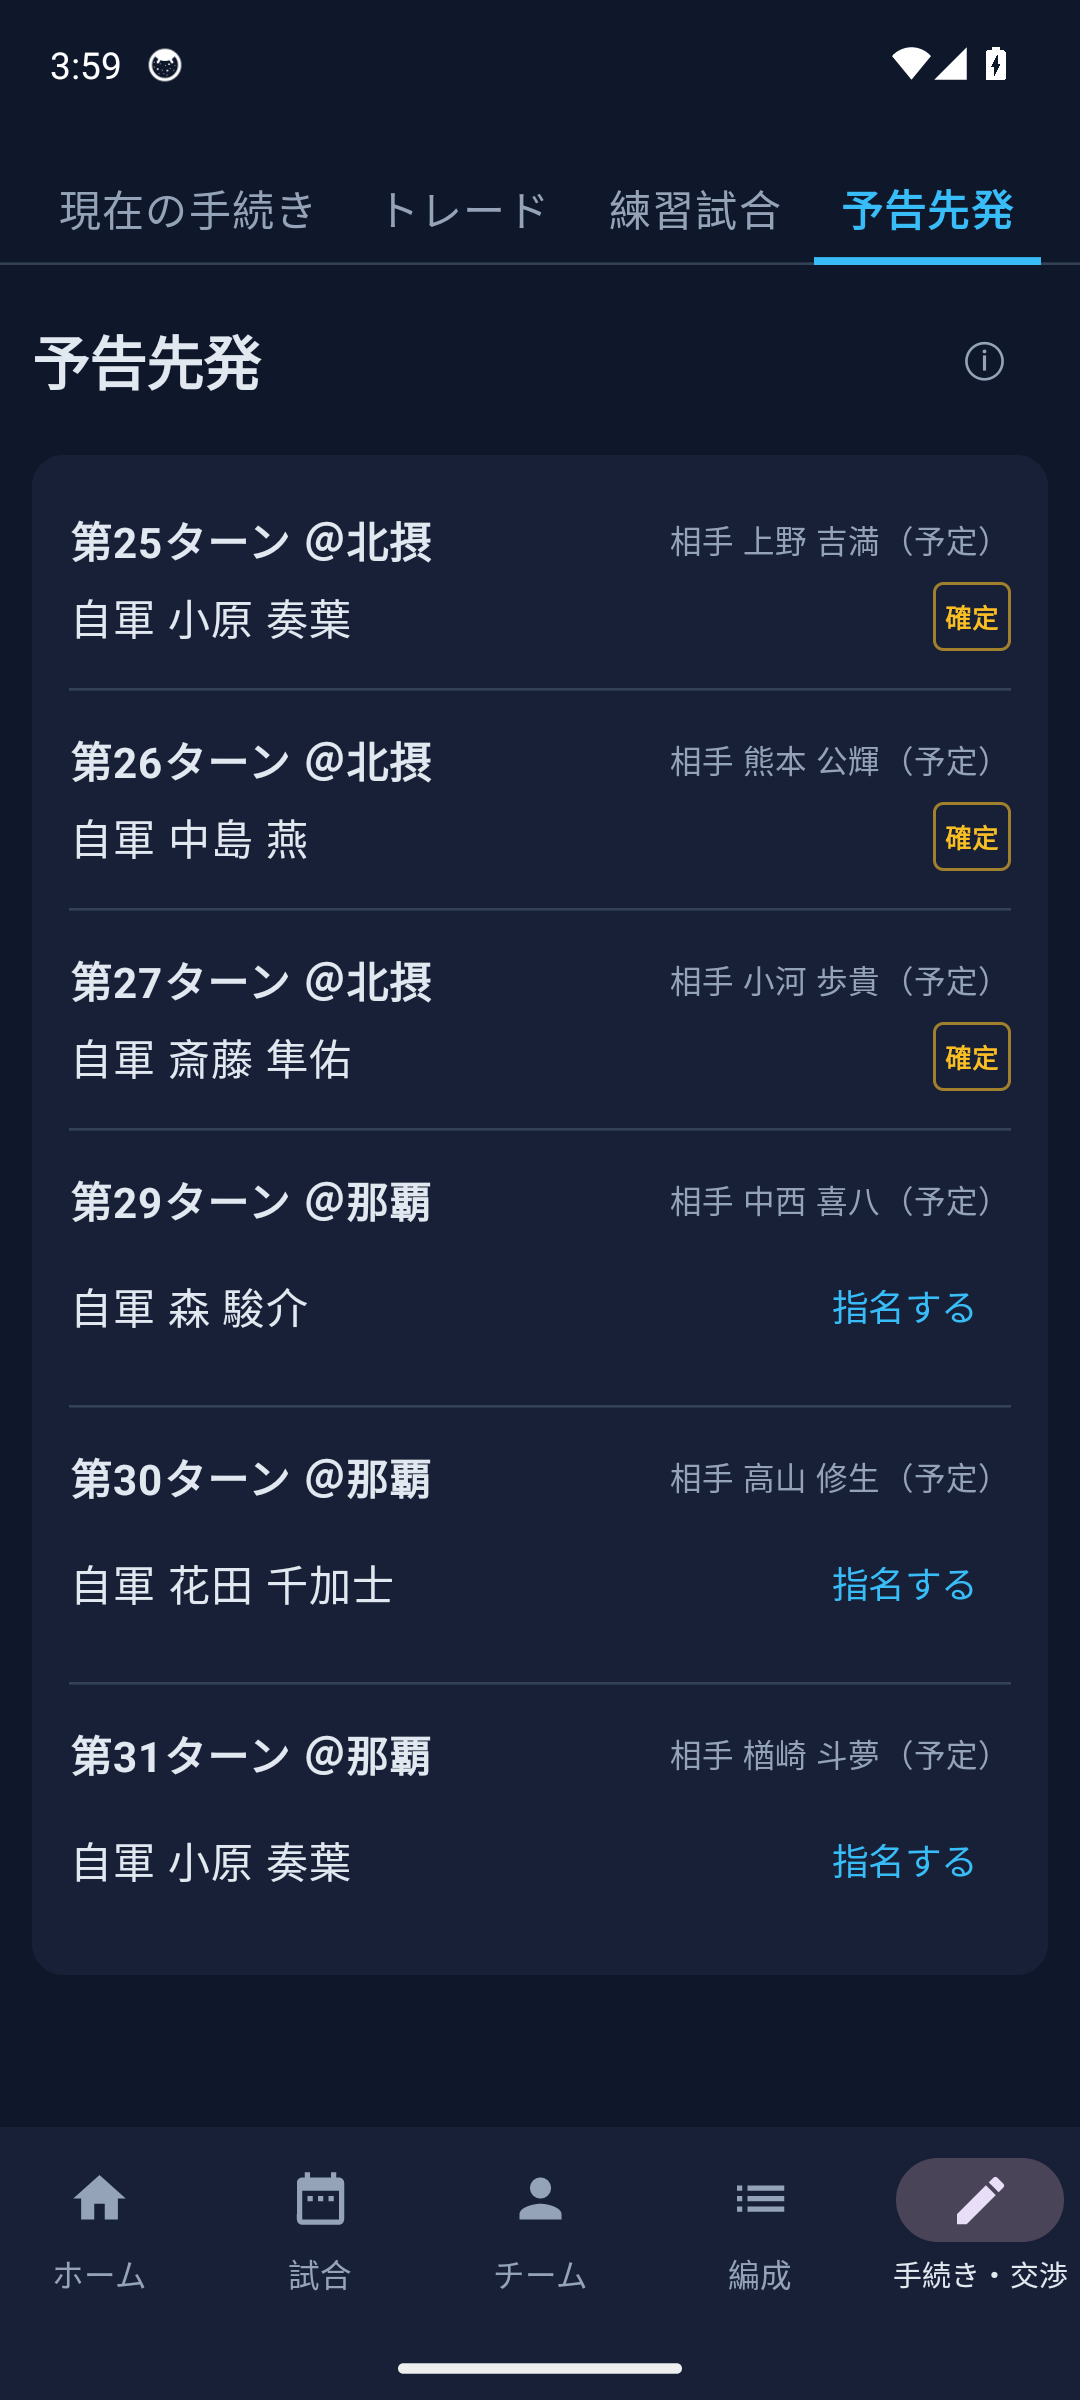 3:59
現在の手続き トレード 練習試合 予告先発
予告先発
第25ターン @北摂 相手 上野 吉満（予定）
自軍 小原 奏葉 確定
第26ターン @北摂 相手 熊本 公輝（予定）
自軍 中島 燕 確定
第27ターン @北摂 相手 小河 歩貴（予定）
自軍 斎藤 隼佑 確定
第29ターン @那覇 相手 中西 喜八（予定）
自軍 森 駿介 指名する
第30ターン @那覇 相手 高山 修生（予定）
自軍 花田 千加士 指名する
第31ターン @那覇 相手 楢崎 斗夢（予定）
自軍 小原 奏葉 指名する
ホーム 試合 チーム 編成 手続き・交渉